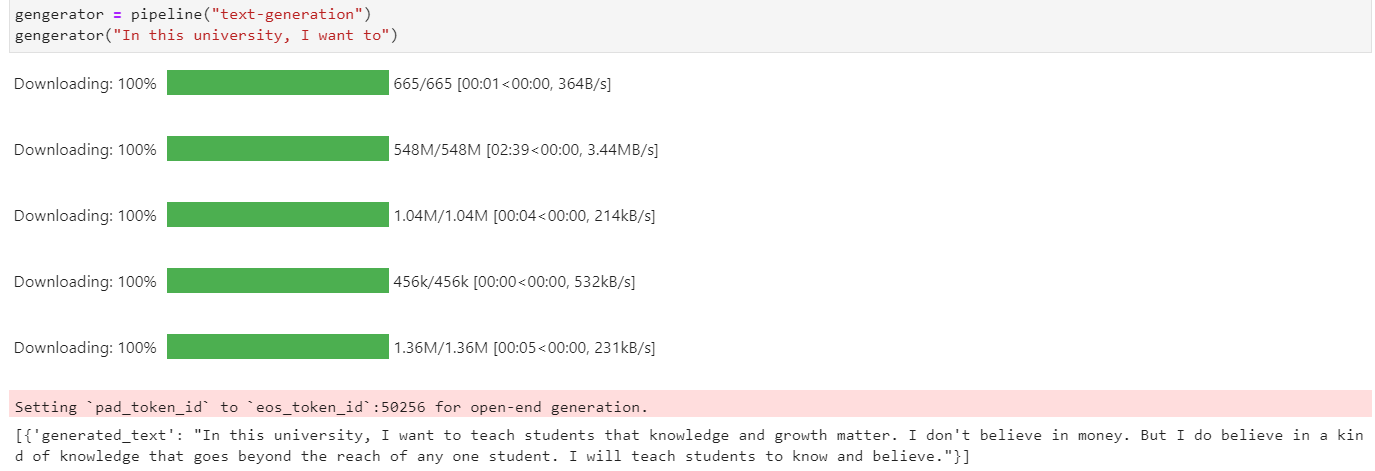 gengerator = pipeline("text-generation")
gengerator("In this university, I want to")
Downloading: 100% 665/665 [00:01<00:00, 364B/s]
Downloading: 100% 548M/548M [02:39<00:00, 3.44MB/s]
Downloading: 100% 1.04M/1.04M [00:04<00:00, 214kB/s]
Downloading: 100% 456k/456k [00:00<00:00, 532kB/s]
Downloading: 100% 1.36M/1.36M [00:05<00:00, 231kB/s]
Setting `pad_token_id` to `eos_token_id`:50256 for open-end generation.
[{'generated_text': "In this university, I want to teach students that knowledge and growth matter. I don't believe in money. But I do believe in a kin
d of knowledge that goes beyond the reach of any one student. I will teach students to know and believe."}]